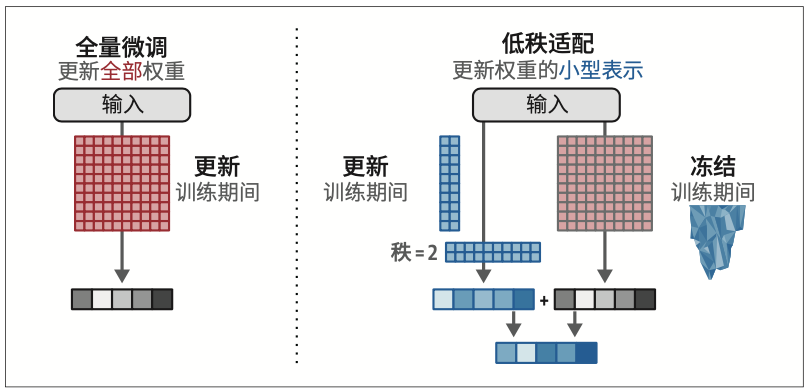 全量微调
更新全部权重
输入
更新
训练期间
低秩适配
更新权重的小型表示
输入
更新
训练期间
冻结
训练期间
秩=2
+